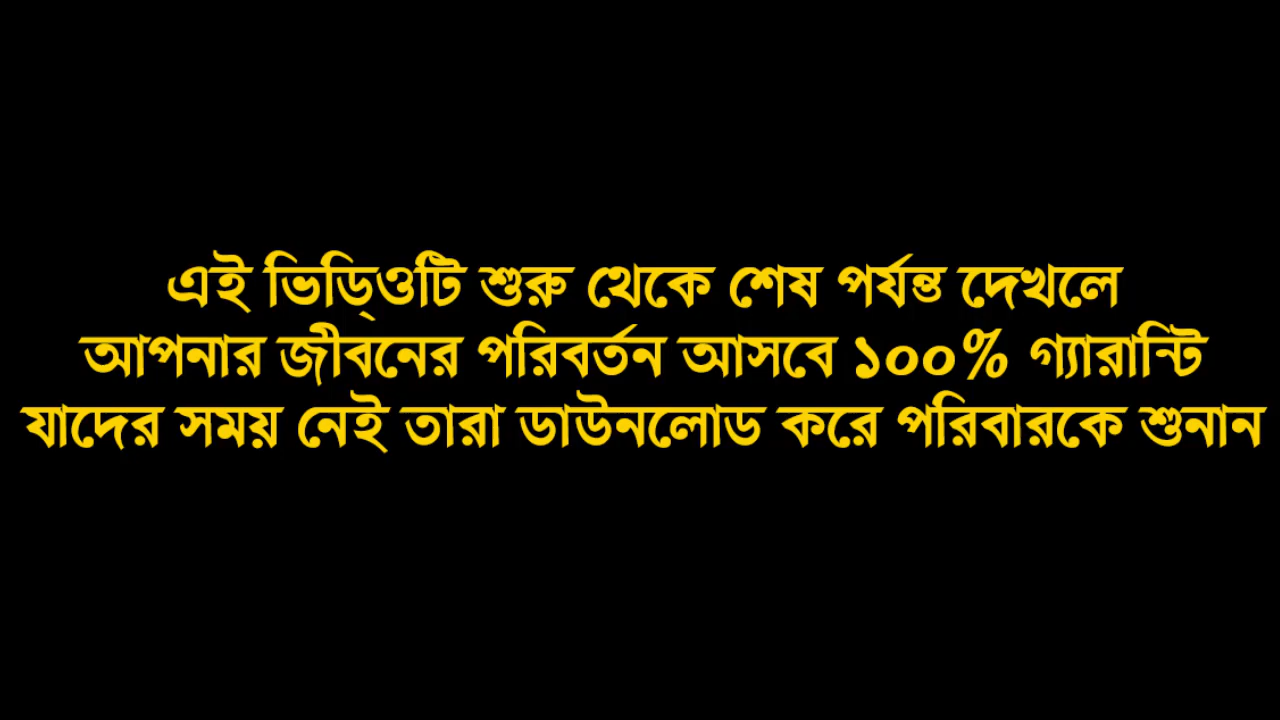 এই ভিডি্ওটি শুরু থেকে শেষ পর্যন্ত দেখলে
আপনার জীবনের পরিবর্তন আসবে ১০০% গ্যারান্টি
যাদের সময় নেই তারা ডাউনলোড করে পরিবারকে শুনান